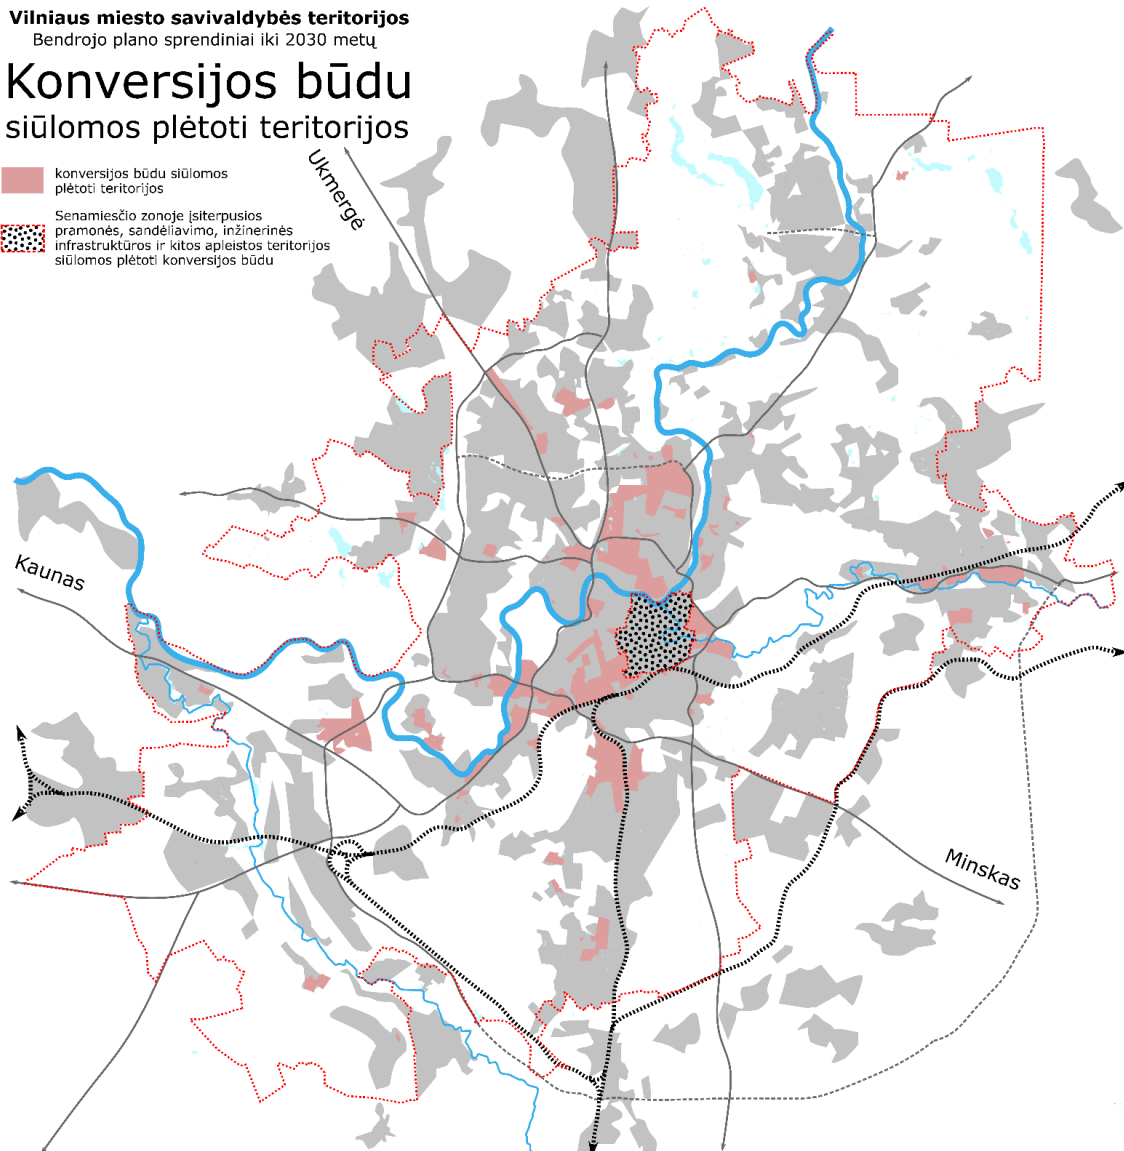 Vilniaus miesto savivaldybės teritorijos
Bendrojo plano sprendiniai iki 2030 metų
Konversijos būdu
siūlomos plėtoti teritorijos
konversijos būdu siūlomos
plėtoti teritorijos
Senamiesčio zonoje įsiterpusios
pramonės, sandėliavimo, inžinerinės
infrastruktūros ir kitos apleistos teritorijos
siūlomos plėtoti konversijos būdu
Ukmergė
Kaunas
Minskas